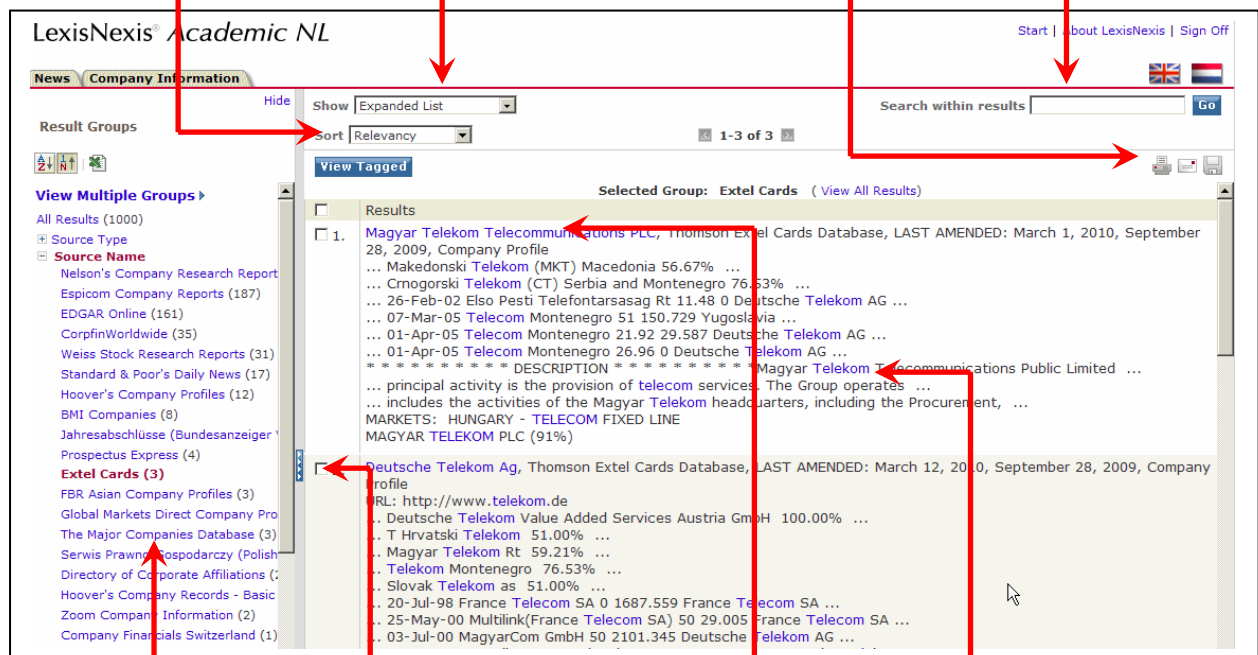 LexisNexis® Academic NL
Start | About LexisNexis | Sign Off
News Company Information
Hide
Show Expanded List
Search within results Go
Result Groups
Sort Relevancy
1-3 of 3
View Tagged
View Multiple Groups
Selected Group: Extel Cards ( View All Results)
All Results (1000)
Source Type
Source Name
Nelson's Company Research Report
Espicom Company Reports (187)
EDGAR Online (161)
CorpfinWorldwide (35)
Weiss Stock Research Reports (31)
Standard & Poor's Daily News (17)
Hoover's Company Profiles (12)
BMI Companies (8)
Jahresabschlüsse (Bundesanzeiger
Prospectus Express (4)
Extel Cards (3)
FBR Asian Company Profiles (3)
Global Markets Direct Company Pro
The Major Companies Database (3)
Serwis Prawno Gospodarczy (Polish
Directory of Corporate Affiliations (2
Hoover's Company Records - Basic
Zoom Company Information (2)
Company Financials Switzerland (1)
Results
1. Magyar Telekom Telecommunications PLC, Thomson Extel Cards Database, LAST AMENDED: March 1, 2010, September
28, 2009, Company Profile
... Makedonski Telekom (MKT) Macedonia 56.67% ...
... Crnogorski Telekom (CT) Serbia and Montenegro 76.53% ...
... 26-Feb-02 Elso Pesti Telefontarsasag Rt 11.48 0 Deutsche Telekom AG ...
... 07-Mar-05 Telecom Montenegro 51 150.729 Yugoslavia ...
... 01-Apr-05 Telecom Montenegro 21.92 29.587 Deutsche Telekom AG ...
... 01-Apr-05 Telecom Montenegro 26.96 0 Deutsche Telekom AG ...
* * * * * * * * * * DESCRIPTION * * * * * * * * * *Magyar Telekom Telecommunications Public Limited ...
... principal activity is the provision of telecom services. The Group operates ...
... includes the activities of the Magyar Telekom headquarters, including the Procurement, ...
MARKETS: HUNGARY - TELECOM FIXED LINE
MAGYAR TELEKOM PLC (91%)
Deutsche Telekom Ag, Thomson Extel Cards Database, LAST AMENDED: March 12, 2010, September 28, 2009, Company
Profile
URL: http://www.telekom.de
... Deutsche Telekom Value Added Services Austria GmbH 100.00% ...
... T Hrvatski Telekom 51.00% ...
... Magyar Telekom Rt 59.21% ...
... Telekom Montenegro 76.53% ...
... Slovak Telekom as 51.00% ...
... 20-Jul-98 France Telecom SA 0 1687.559 France Telecom SA ...
... 25-May-00 Multilink(France Telecom SA) 50 29.005 France Telecom SA ...
... 03-Jul-00 MagyarCom GmbH 50 2101.345 Deutsche Telekom AG ...